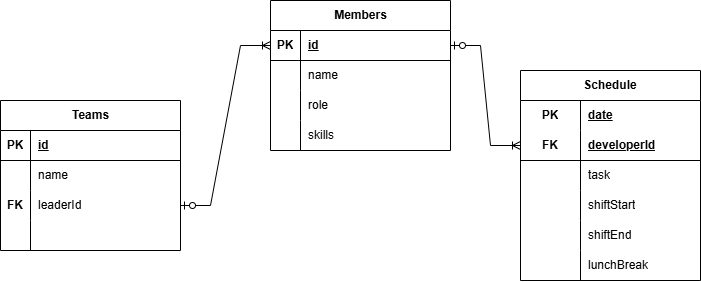 Members
PK id
name
role
skills
Teams
PK id
name
FK leaderId
Schedule
PK date
FK developerId
task
shiftStart
shiftEnd
lunchBreak